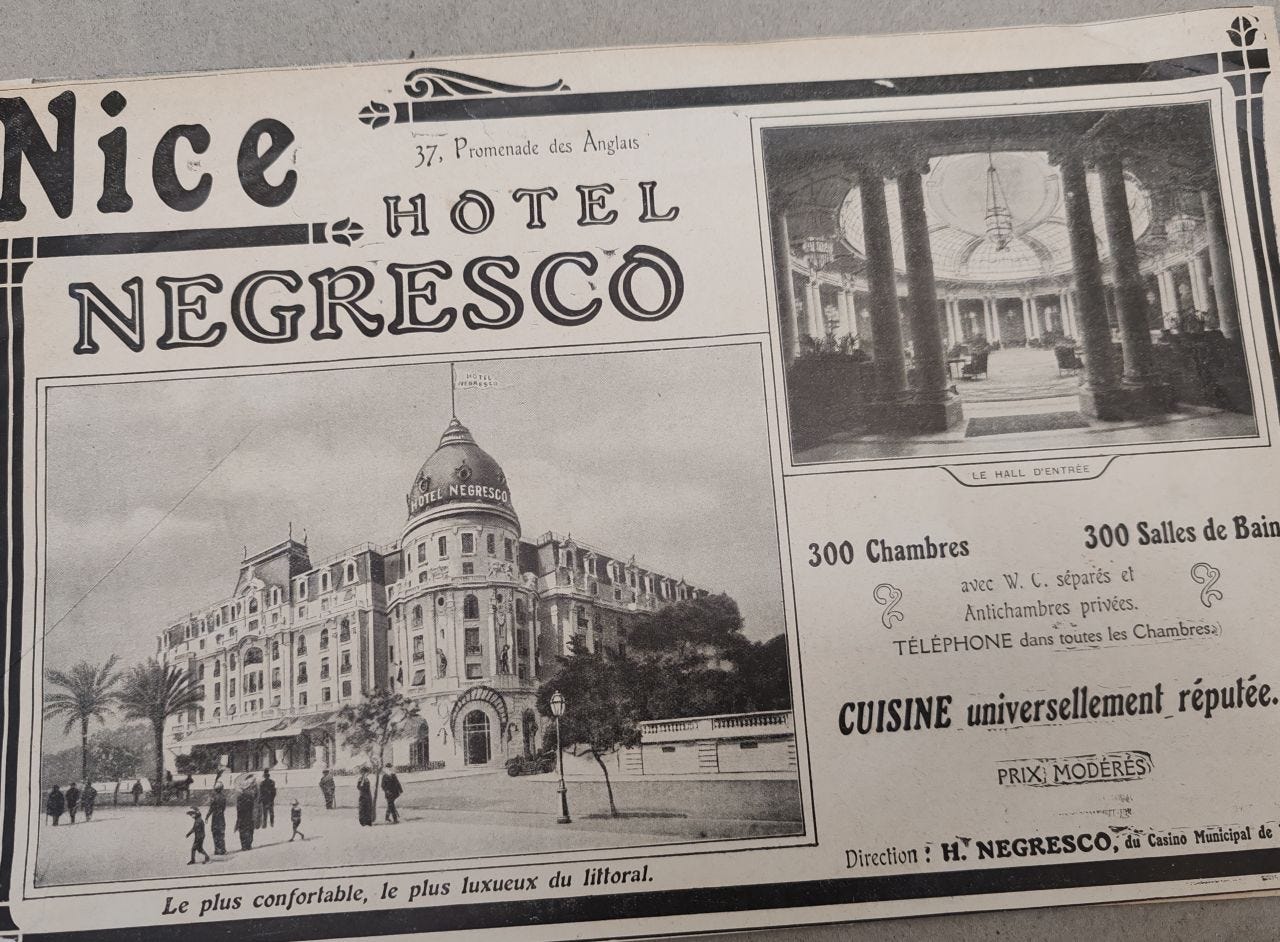 Nice
37, Promenade des Anglais
HOTEL
NEGRESCO
HOTEL
NEGRESCO
HOTEL NEGRESCO
Le plus confortable, le plus luxueux du littoral.
LE HALL D'ENTRÉE
300 Chambres
300 Salles de Bain
avec W. C. séparés et
Antichambres privées.
TÉLÉPHONE dans toutes les Chambres.
CUISINE universellement réputée.
PRIX MODÉRÉS
Direction : H. NEGRESCO, du Casino Municipal de